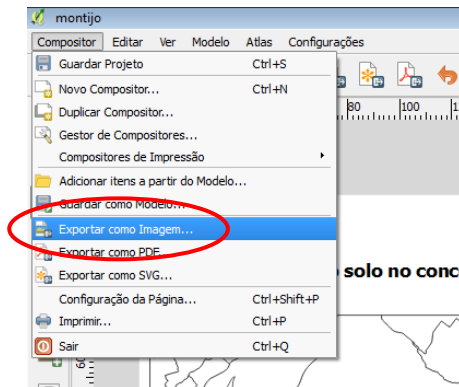 montijo
Compositor Editar Ver Modelo Atlas Configurações
Guardar Projeto Ctrl+S
Novo Compositor... Ctrl+N
Duplicar Compositor...
Gestor de Compositores...
Compositores de Impressão
Adicionar itens a partir do Modelo...
Guardar como Modelo...
Exportar como Imagem...
Exportar como PDF...
Exportar como SVG...
Configuração da Página... Ctrl+Shift+P
Imprimir... Ctrl+P
Sair Ctrl+Q
80 100
solo no conc